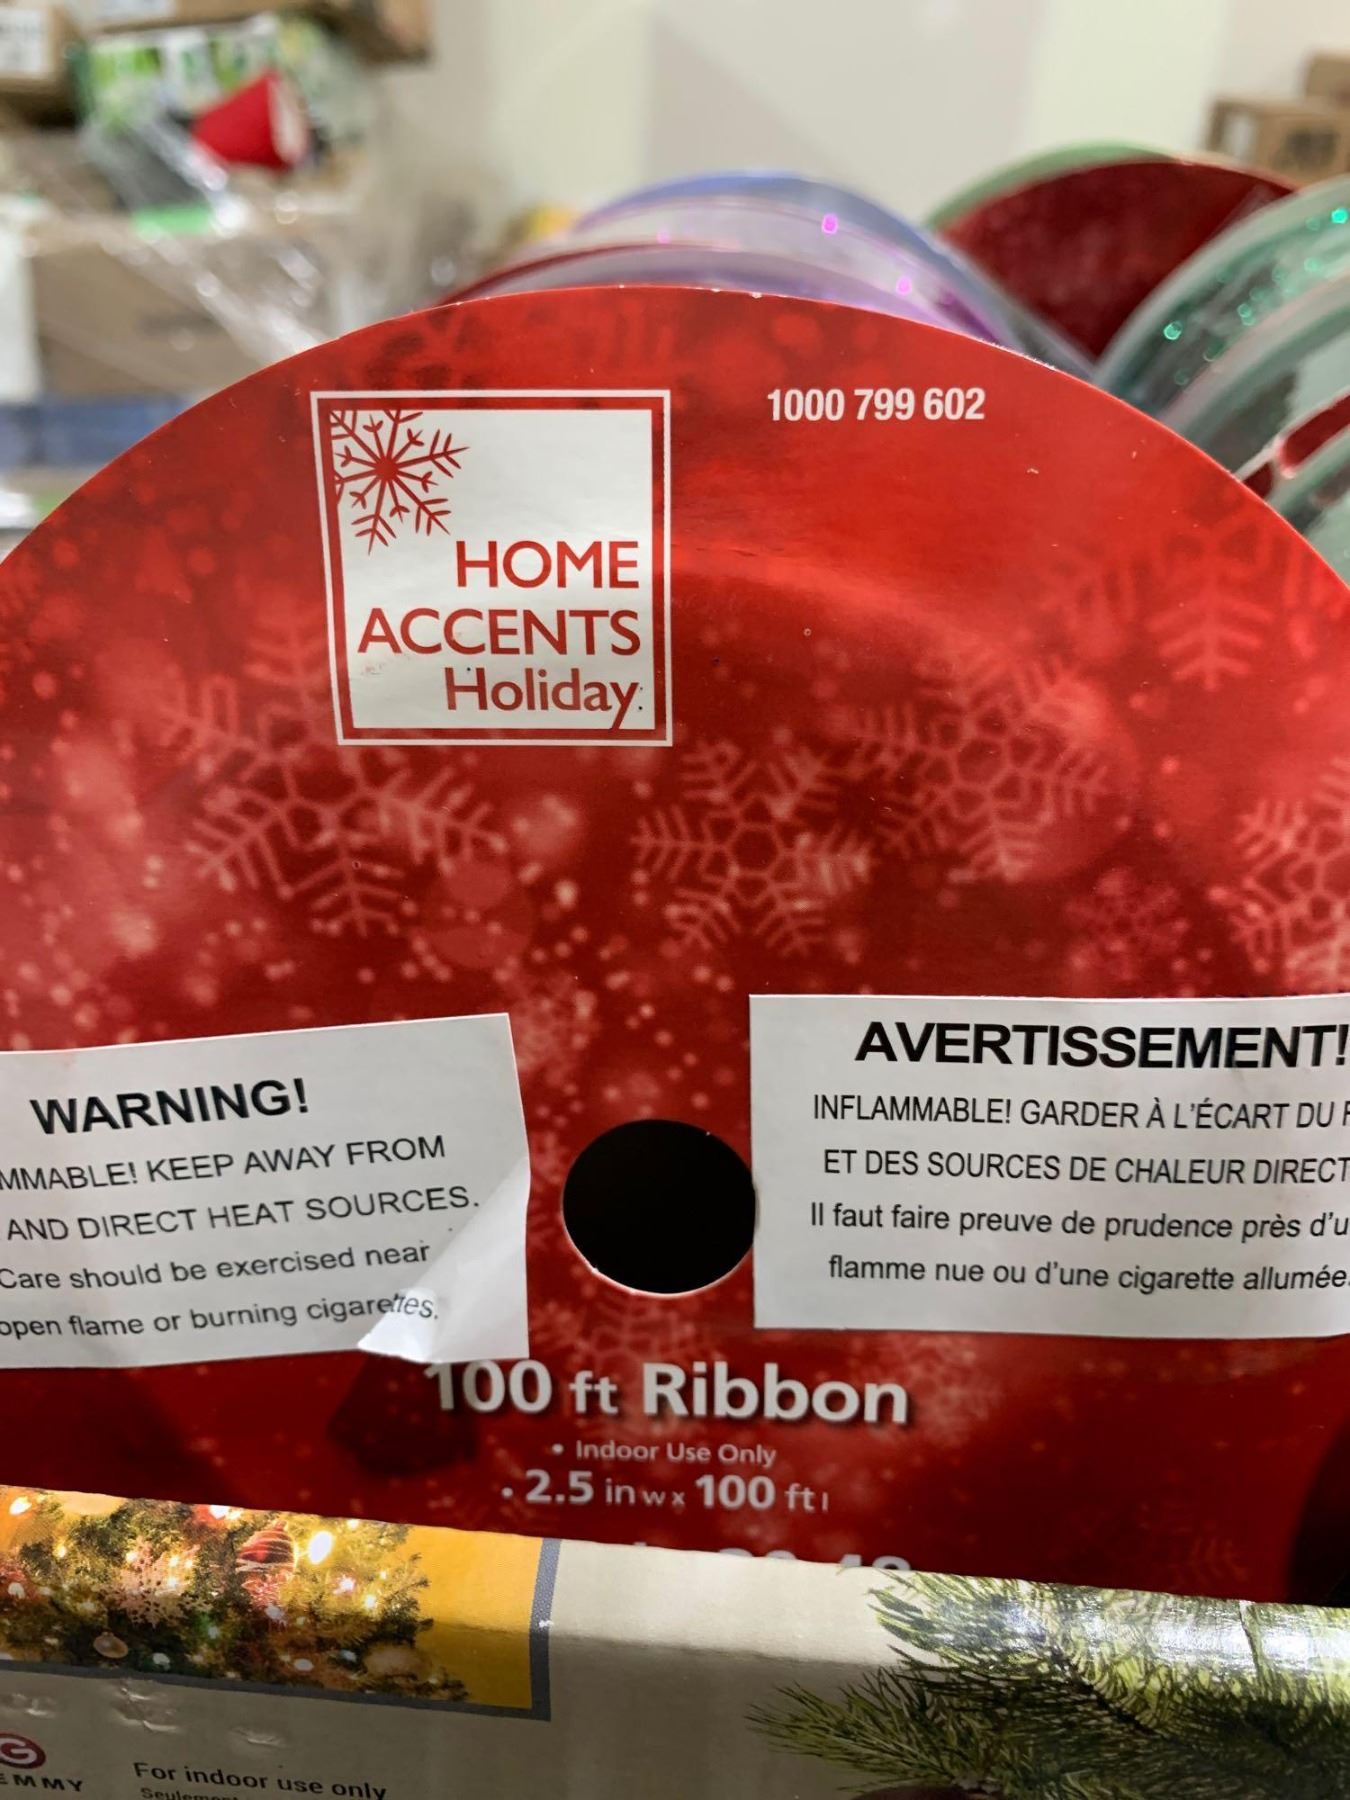 1000 799 602
HOME
ACCENTS
Holiday
WARNING!
MMABLE! KEEP AWAY FROM
AND DIRECT HEAT SOURCES.
Care should be exercised near
open flame or burning cigarettes.
AVERTISSEMENT!
INFLAMMABLE! GARDER À L'ÉCART DU F
ET DES SOURCES DE CHALEUR DIRECT
Il faut faire preuve de prudence près d'u
flamme nue ou d'une cigarette allumée
100 ft Ribbon
• Indoor Use Only
• 2.5 in w x 100 ft l
EMMY
For indoor use only